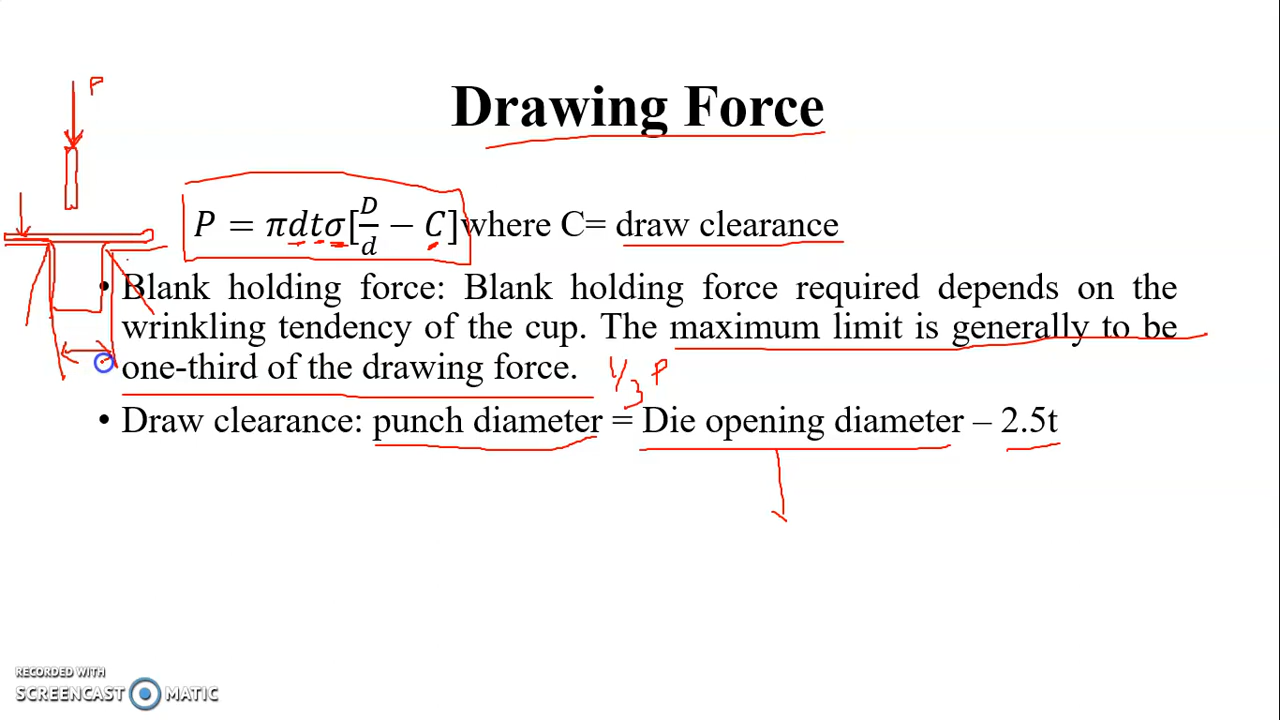 Drawing Force
P
P = πdtσ[D/d − C] where C= draw clearance
• Blank holding force: Blank holding force required depends on the
wrinkling tendency of the cup. The maximum limit is generally to be
one-third of the drawing force.
1/3 P
• Draw clearance: punch diameter = Die opening diameter – 2.5t
RECORDED WITH
SCREENCAST MATIC